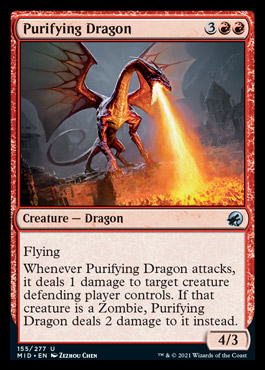 Purifying Dragon 3
Creature — Dragon
Flying
Whenever Purifying Dragon attacks,
it deals 1 damage to target creature
defending player controls. If that
creature is a Zombie, Purifying
Dragon deals 2 damage to it instead.
4/3
155/277 U
MID • EN ZEZHOU CHEN
™ & © 2021 Wizards of the Coast